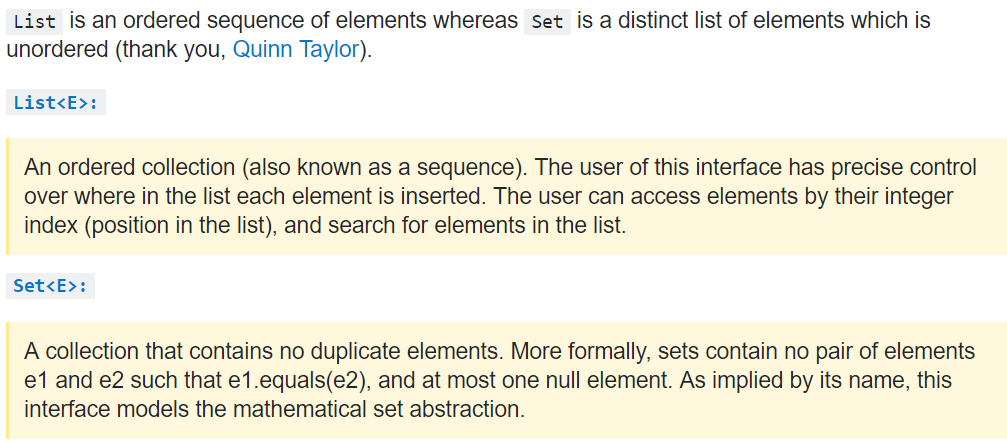 List is an ordered sequence of elements whereas Set is a distinct list of elements which is
unordered (thank you, Quinn Taylor).
List<E>:
An ordered collection (also known as a sequence). The user of this interface has precise control
over where in the list each element is inserted. The user can access elements by their integer
index (position in the list), and search for elements in the list.
Set<E>:
A collection that contains no duplicate elements. More formally, sets contain no pair of elements
e1 and e2 such that e1.equals(e2), and at most one null element. As implied by its name, this
interface models the mathematical set abstraction.